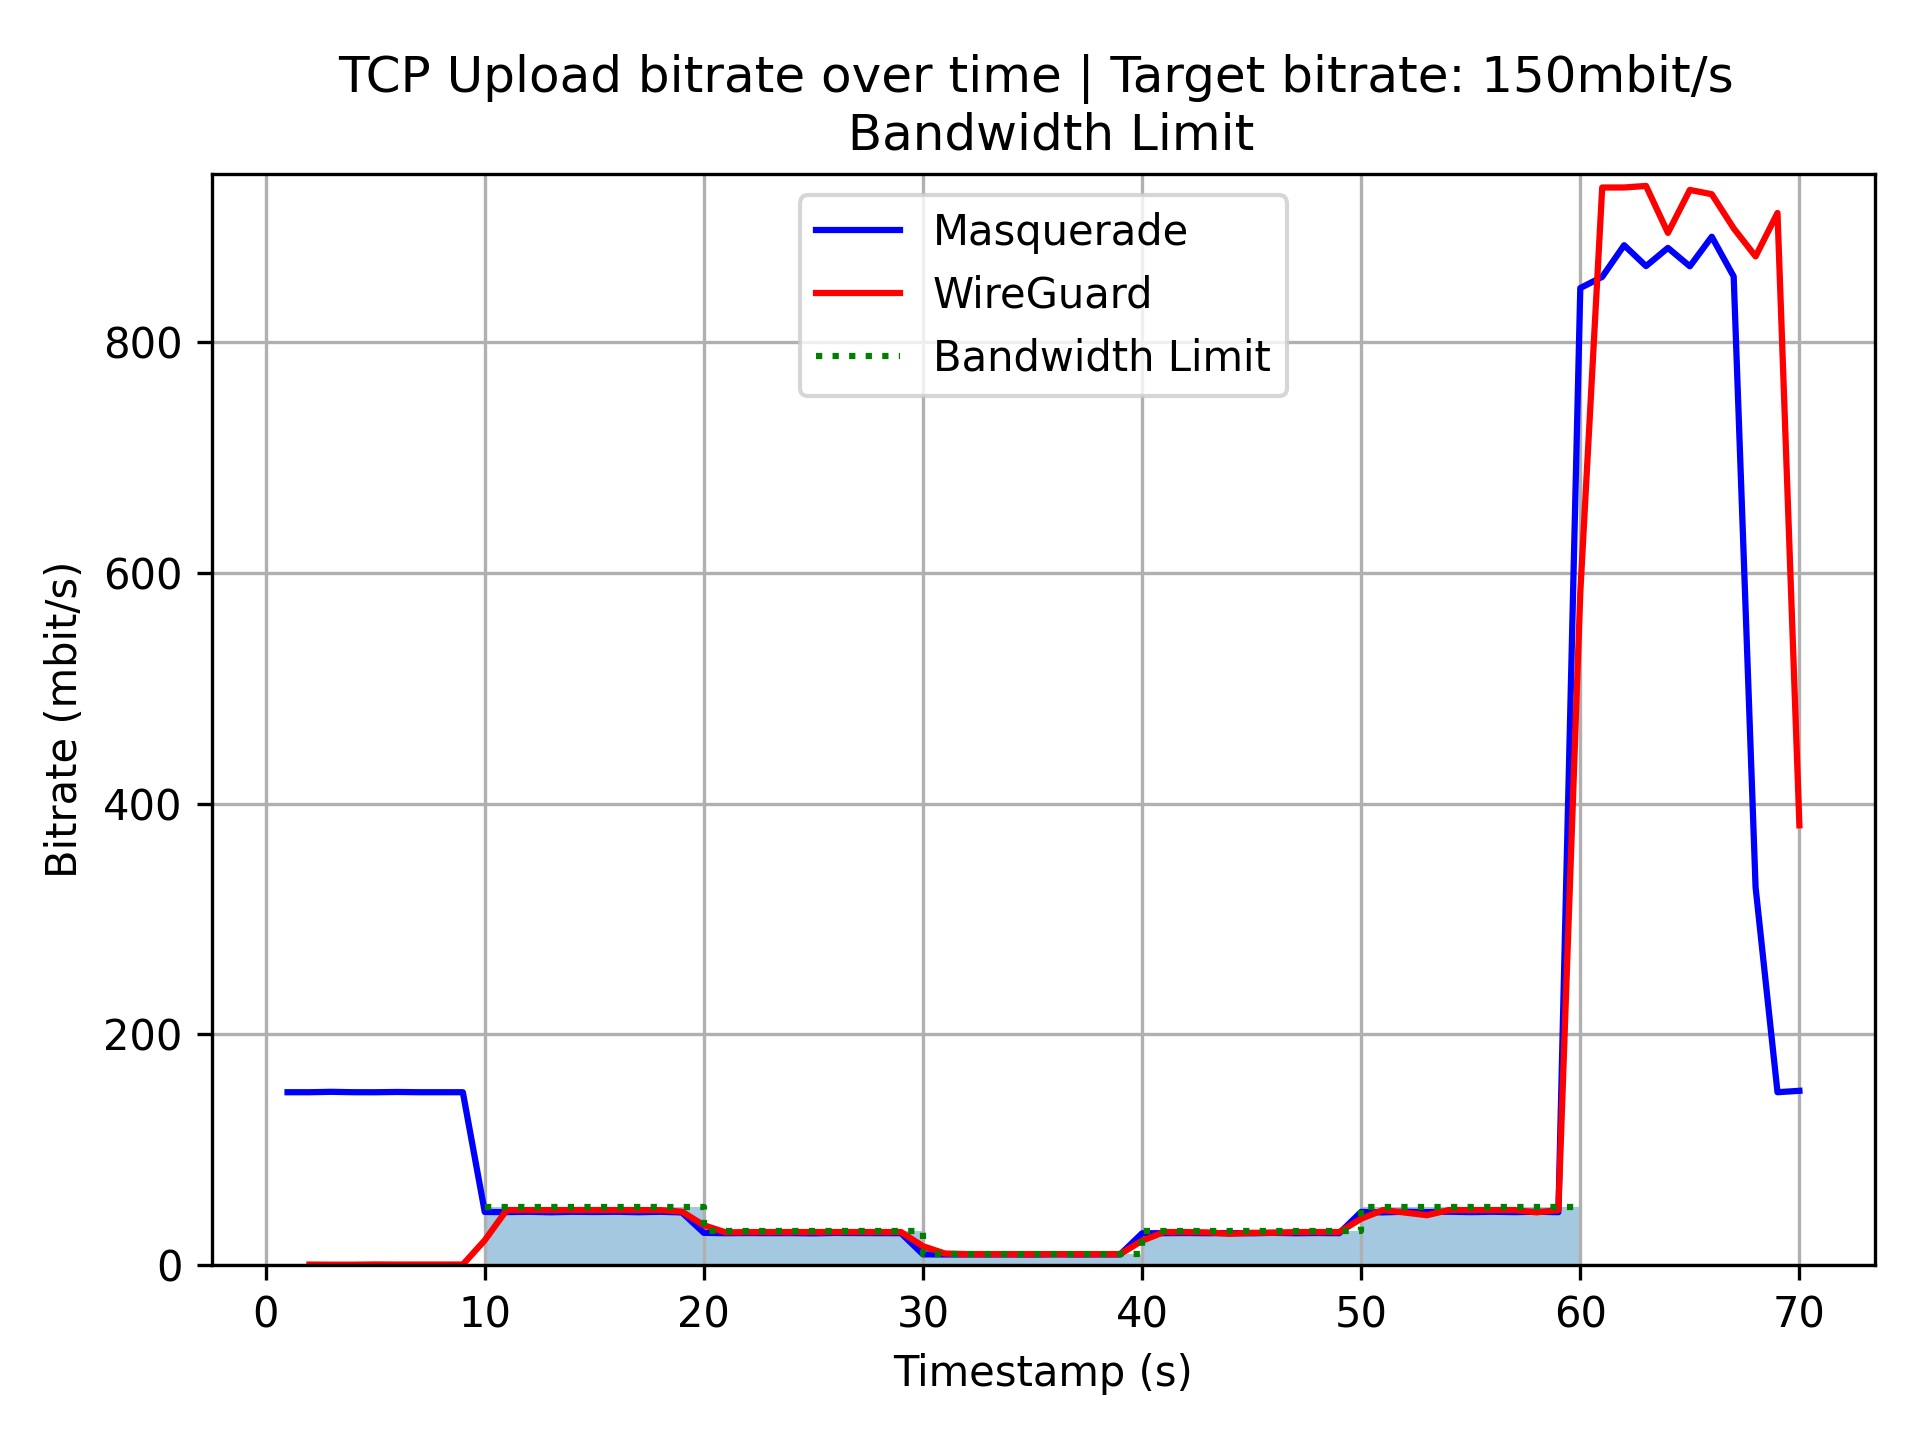 TCP Upload bitrate over time | Target bitrate: 150mbit/s
Bandwidth Limit
Masquerade
WireGuard
Bandwidth Limit
800
600
400
200
0
Bitrate (mbit/s)
0 10 20 30 40 50 60 70
Timestamp (s)